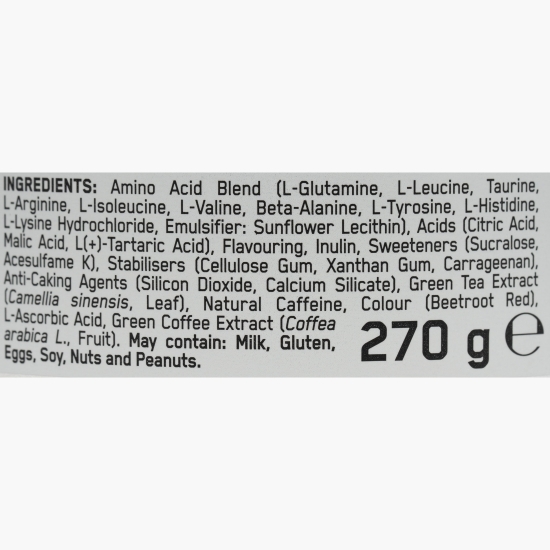 INGREDIENTS: Amino Acid Blend (L-Glutamine, L-Leucine, Taurine,
L-Arginine, L-Isoleucine, L-Valine, Beta-Alanine, L-Tyrosine, L-Histidine,
L-Lysine Hydrochloride, Emulsifier: Sunflower Lecithin), Acids (Citric Acid,
Malic Acid, L(+)-Tartaric Acid), Flavouring, Inulin, Sweeteners (Sucralose,
Acesulfame K), Stabilisers (Cellulose Gum, Xanthan Gum, Carrageenan),
Anti-Caking Agents (Silicon Dioxide, Calcium Silicate), Green Tea Extract
(Camellia sinensis, Leaf), Natural Caffeine, Colour (Beetroot Red),
L-Ascorbic Acid, Green Coffee Extract (Coffea
arabica L., Fruit). May contain: Milk, Gluten,
Eggs, Soy, Nuts and Peanuts.
270 g ℮